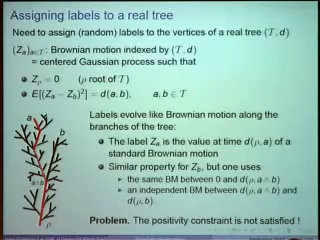 Assigning labels to a real tree
Need to assign (random) labels to the vertices of a real tree (𝒯, d)
(Z_a)_{a∈𝒯} : Brownian motion indexed by (𝒯, d)
= centered Gaussian process such that
Z_ρ = 0 (ρ root of 𝒯)
E[(Z_a − Z_b)²] = d(a, b), a, b ∈ 𝒯
Labels evolve like Brownian motion along the
branches of the tree:
The label Z_a is the value at time d(ρ, a) of a
standard Brownian motion
Similar property for Z_b, but one uses
the same BM between 0 and d(ρ, a ∧ b)
an independent BM between d(ρ, a ∧ b) and
d(ρ, b)
Problem. The positivity constraint is not satisfied !
a
b
a∧b
ρ